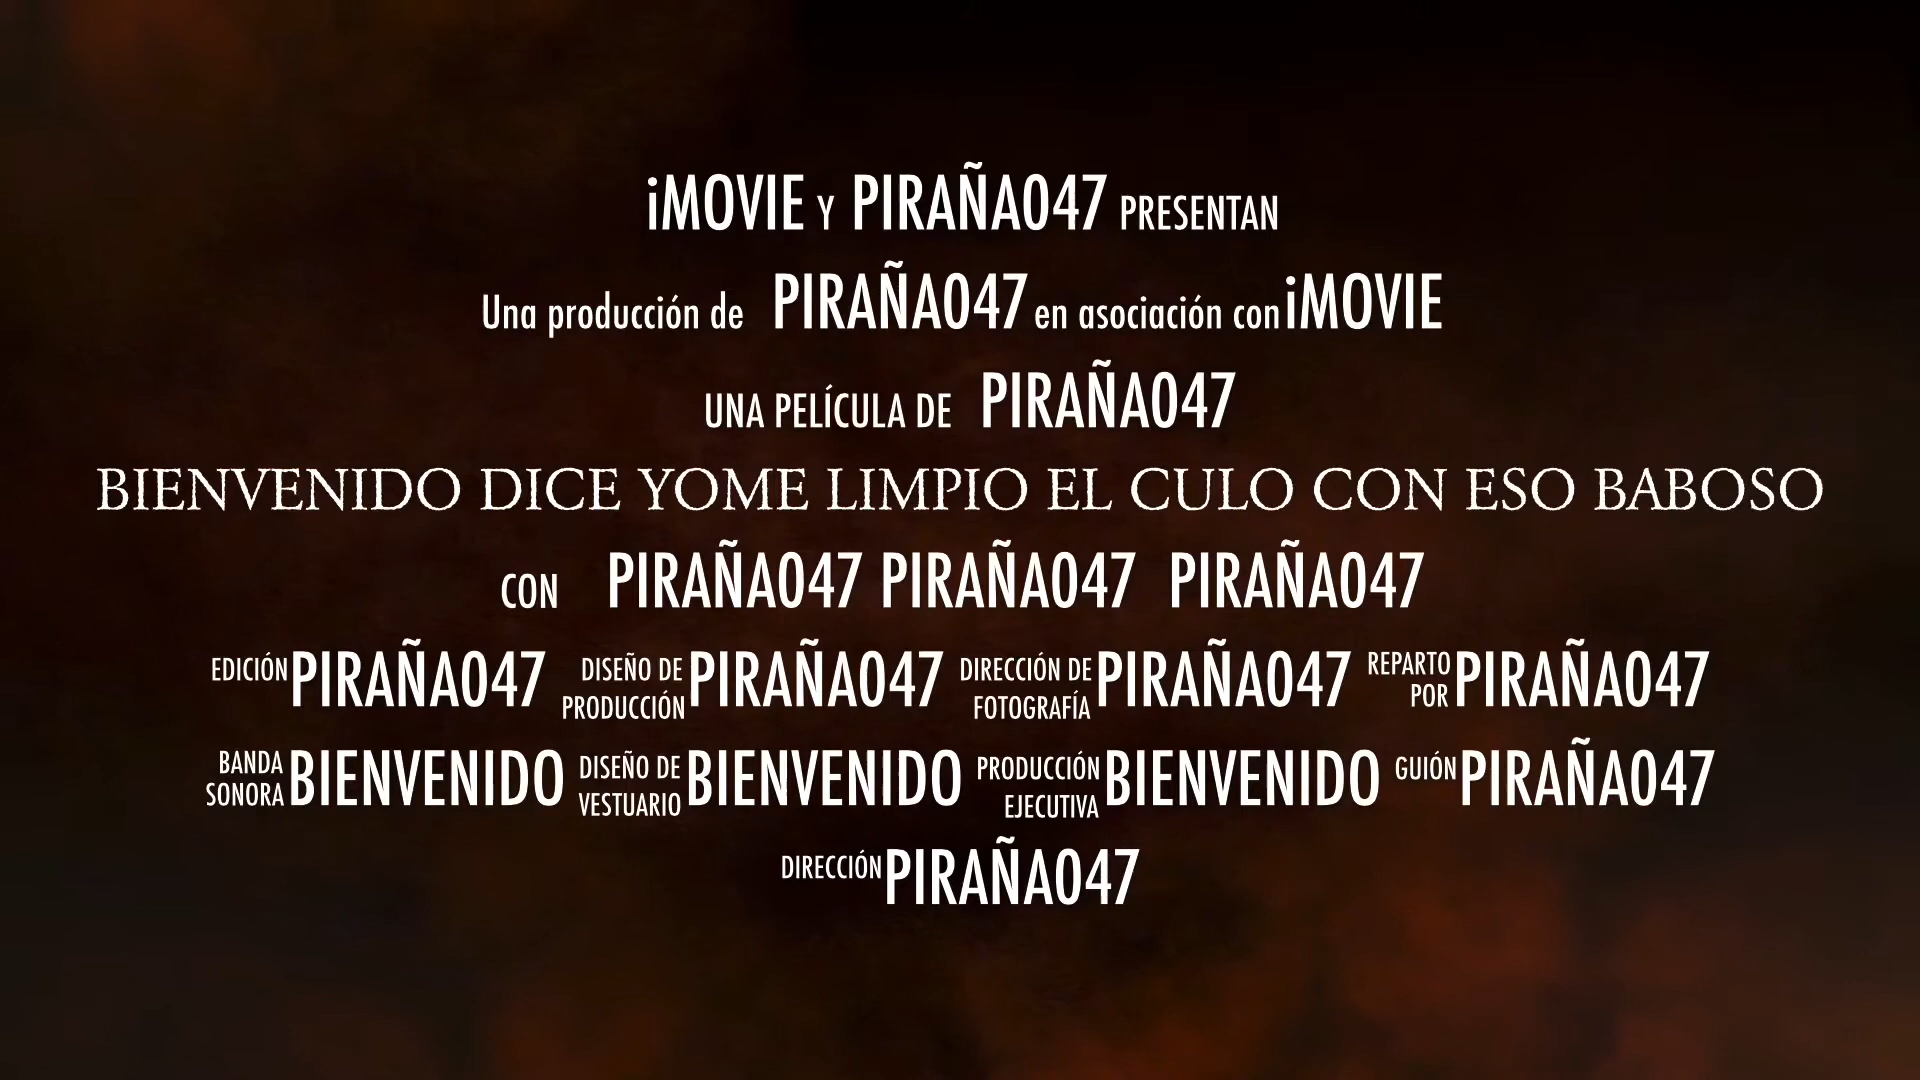 iMOVIE Y PIRAÑA047 PRESENTAN
Una producción de PIRAÑA047 en asociación con iMOVIE
UNA PELÍCULA DE PIRAÑA047
BIENVENIDO DICE YOME LIMPIO EL CULO CON ESO BABOSO
CON PIRAÑA047 PIRAÑA047 PIRAÑA047
EDICIÓN PIRAÑA047 DISEÑO DE PRODUCCIÓN PIRAÑA047 DIRECCIÓN DE FOTOGRAFÍA PIRAÑA047 REPARTO POR PIRAÑA047
BANDA SONORA BIENVENIDO DISEÑO DE VESTUARIO BIENVENIDO PRODUCCIÓN EJECUTIVA BIENVENIDO GUIÓN PIRAÑA047
DIRECCIÓN PIRAÑA047